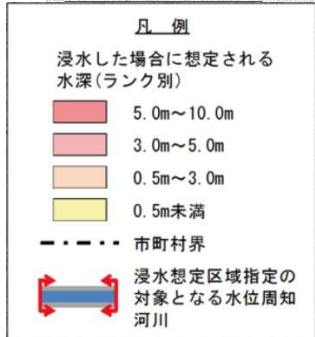 凡 例
浸水した場合に想定される
水深(ランク別)
5.0m～10.0m
3.0m～5.0m
0.5m～3.0m
0.5m未満
市町村界
浸水想定区域指定の
対象となる水位周知
河川